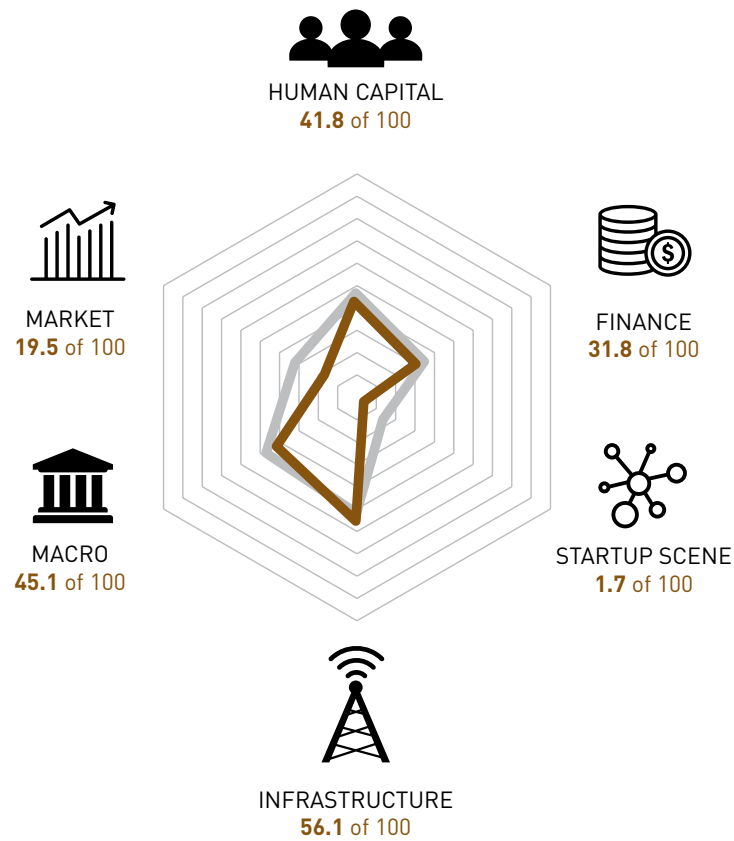 HUMAN CAPITAL
41.8 of 100
MARKET
19.5 of 100
$
FINANCE
31.8 of 100
MACRO
45.1 of 100
STARTUP SCENE
1.7 of 100
INFRASTRUCTURE
56.1 of 100